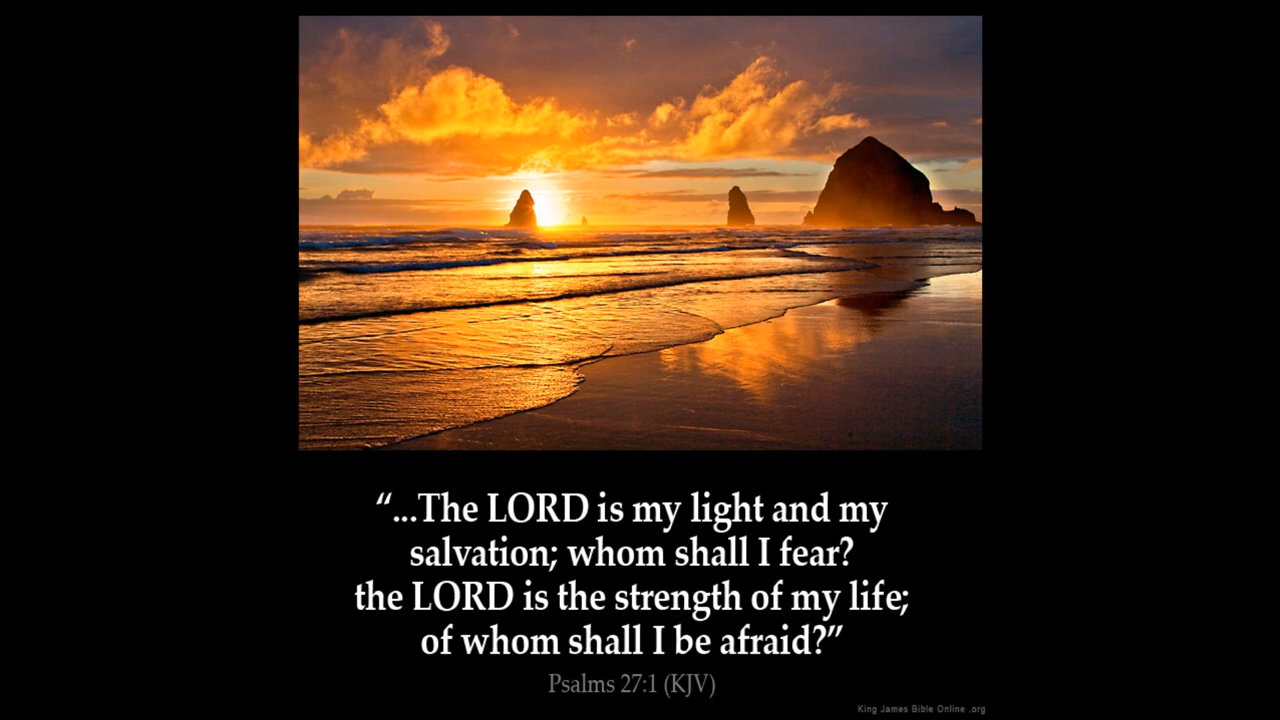 “...The LORD is my light and my
salvation; whom shall I fear?
the LORD is the strength of my life;
of whom shall I be afraid?”
Psalms 27:1 (KJV)
King James Bible Online .org